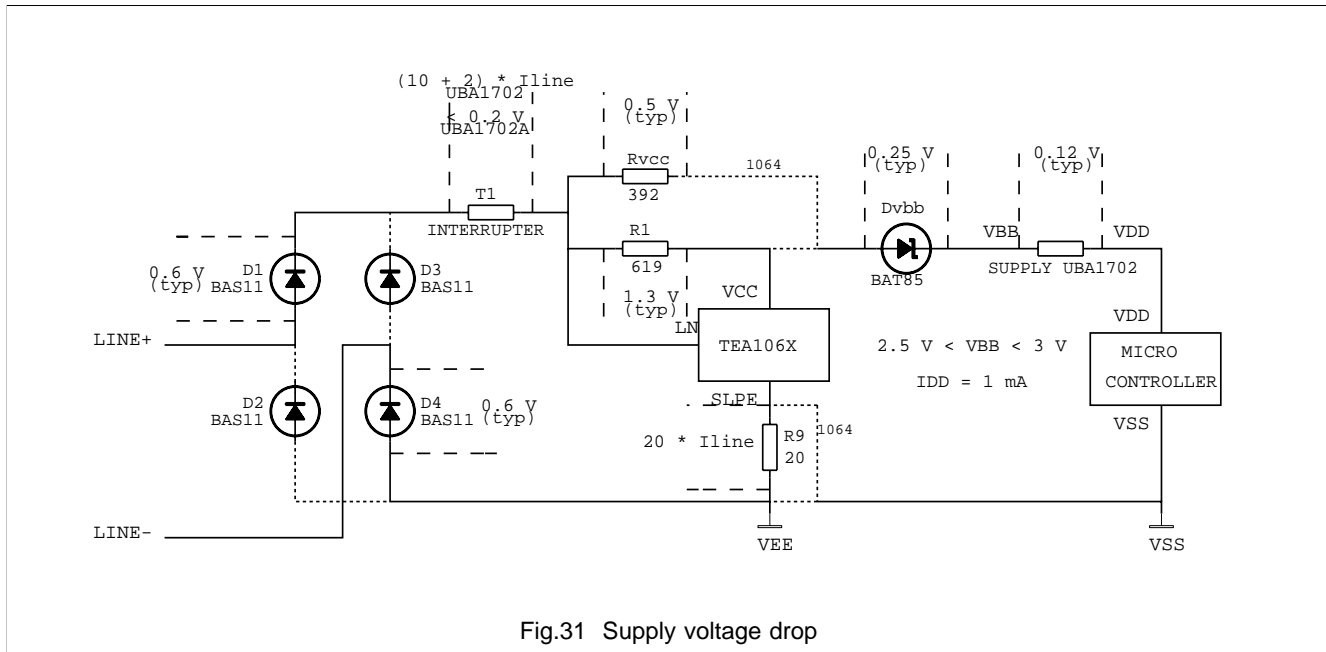 (10 + 2) * Iline
UBA1702
< 0.2 V
UBA1702A
0.5 V
(typ)
Rvcc
392
1064
0.25 V
(typ)
0.12 V
(typ)
T1
INTERRUPTER
R1
619
Dvbb
BAT85
VBB
VDD
SUPPLY UBA1702
0.6 V
(typ)
D1
BAS11
D3
BAS11
1.3 V
(typ)
VCC
LN
TEA106X
SLPE
LINE+
2.5 V < VBB < 3 V
IDD = 1 mA
VDD
MICRO
CONTROLLER
VSS
D2
BAS11
D4
BAS11
0.6 V
(typ)
20 * Iline
R9
20
1064
LINE-
VEE
VSS
Fig.31 Supply voltage drop